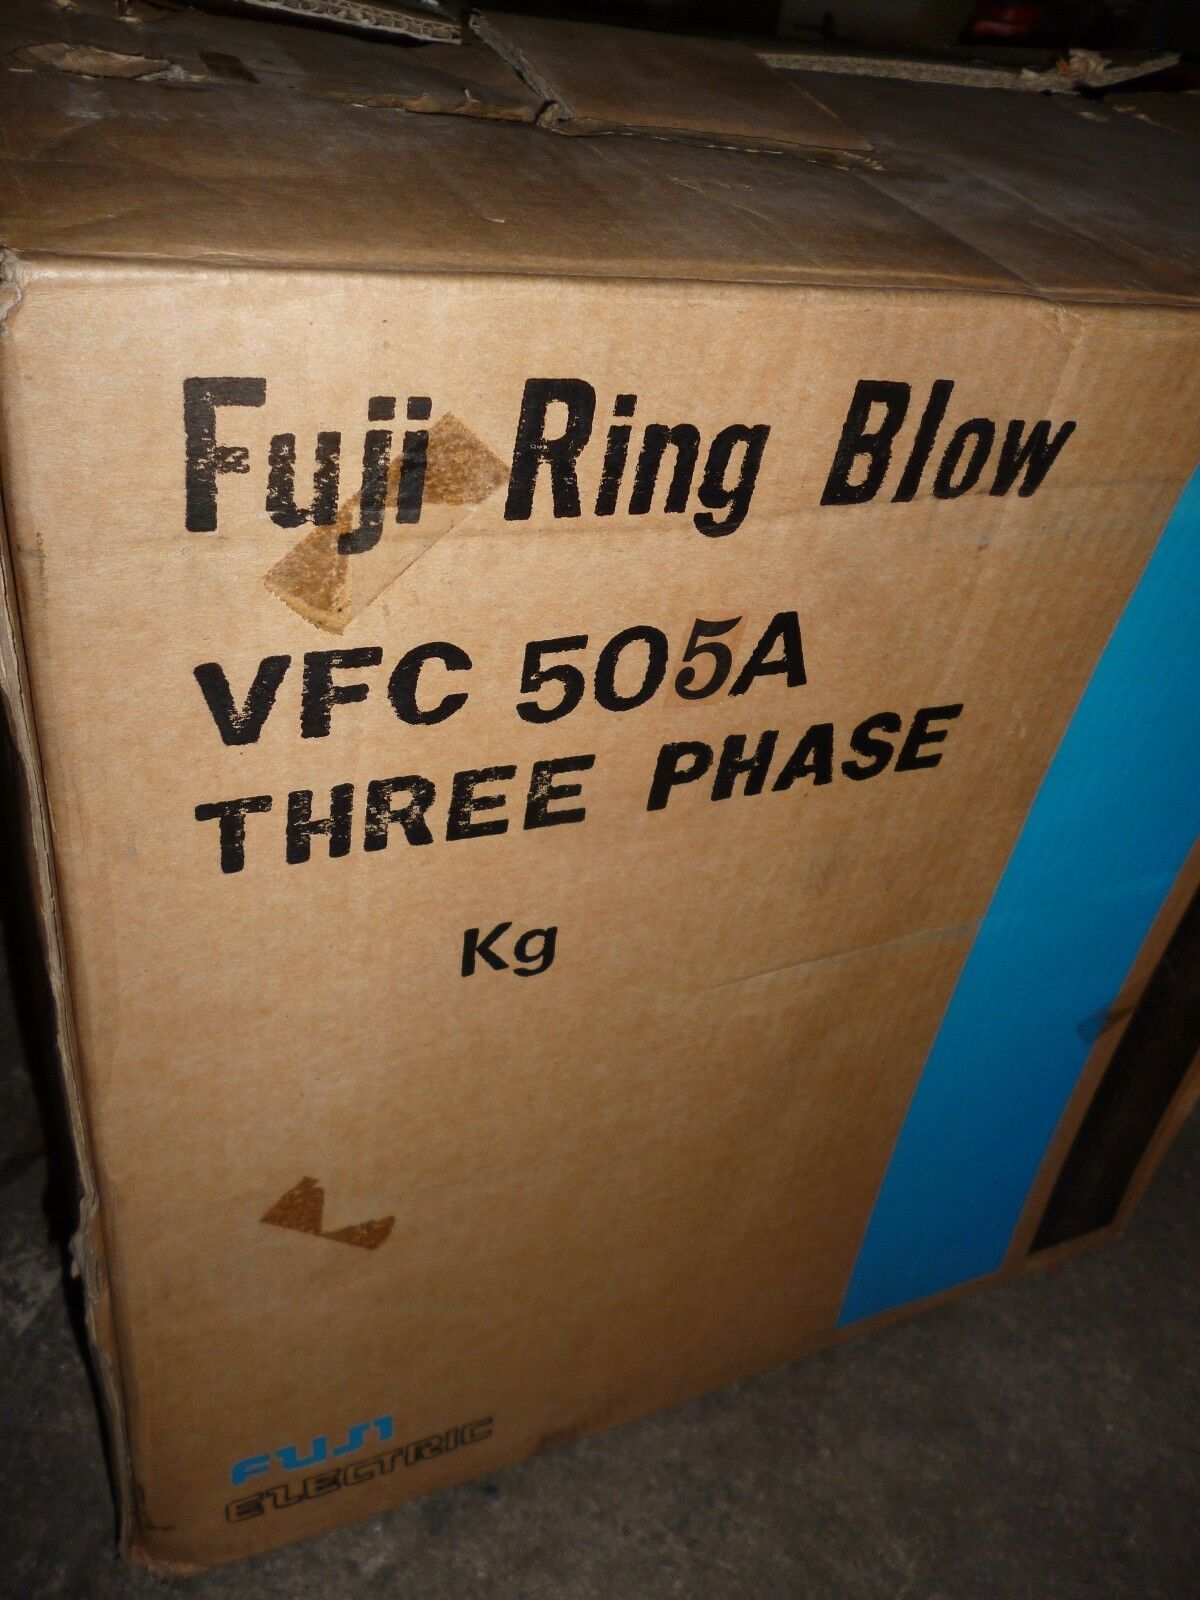 Fuji Ring Blow
VFC 505A
THREE PHASE
Kg
FUJI
ELECTRIC